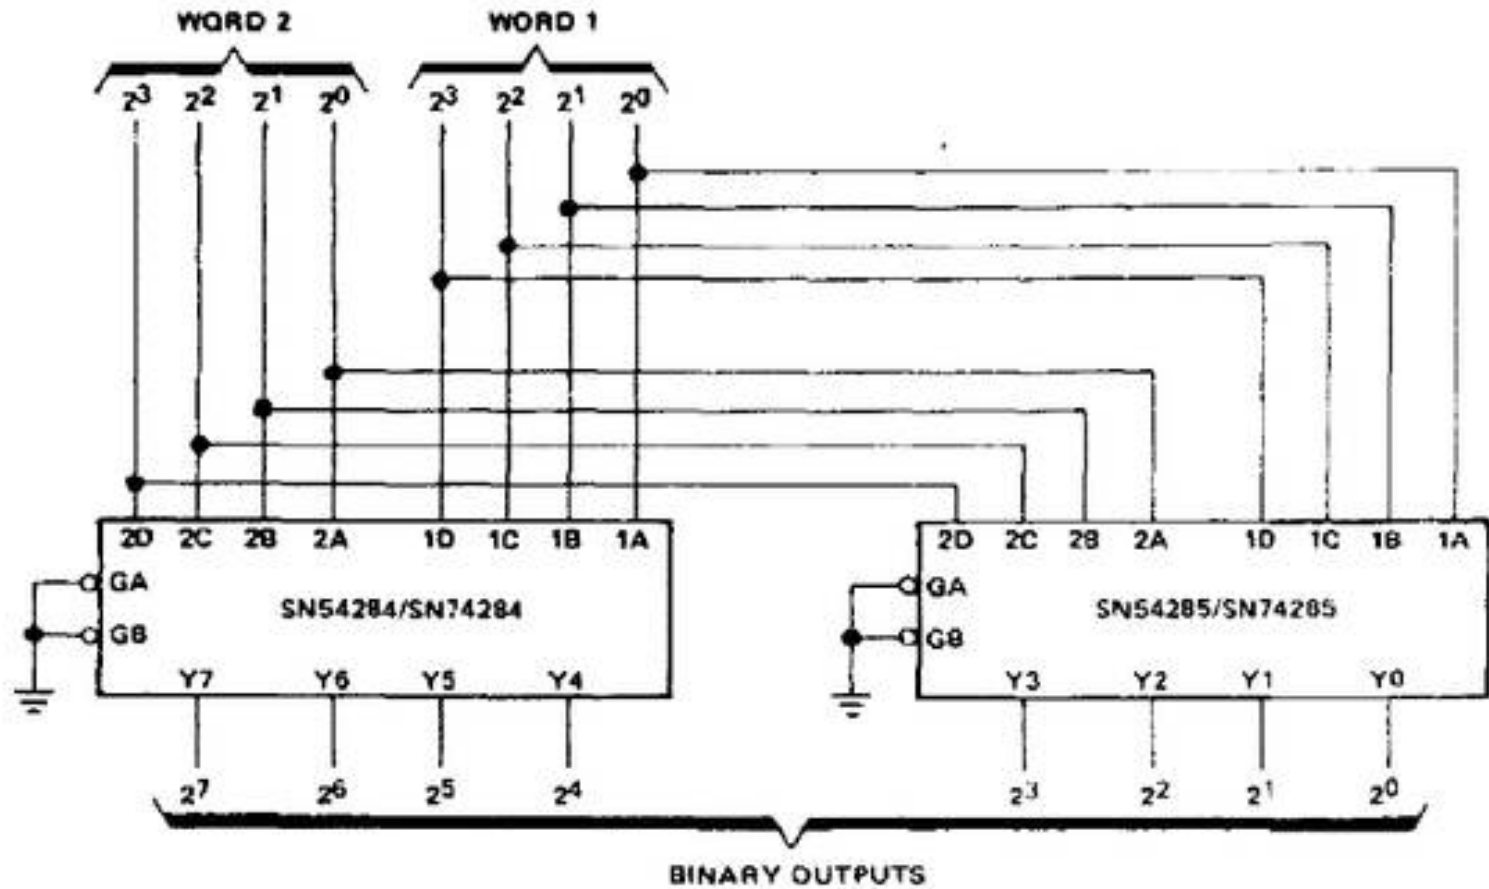 WORD 2 WORD 1
2³ 2² 2¹ 2⁰ 2³ 2² 2¹ 2⁰
2D 2C 2B 2A 1D 1C 1B 1A 2D 2C 2B 2A 1D 1C 1B 1A
GA GA
SN54284/SN74284 SN54285/SN74285
GB GB
Y7 Y6 Y5 Y4 Y3 Y2 Y1 Y0
2⁷ 2⁶ 2⁵ 2⁴ 2³ 2² 2¹ 2⁰
BINARY OUTPUTS